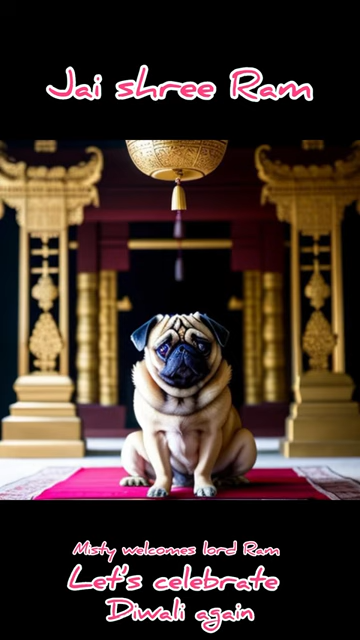 Jai shree Ram
Misty welcomes lord Ram
Let's celebrate
Diwali again